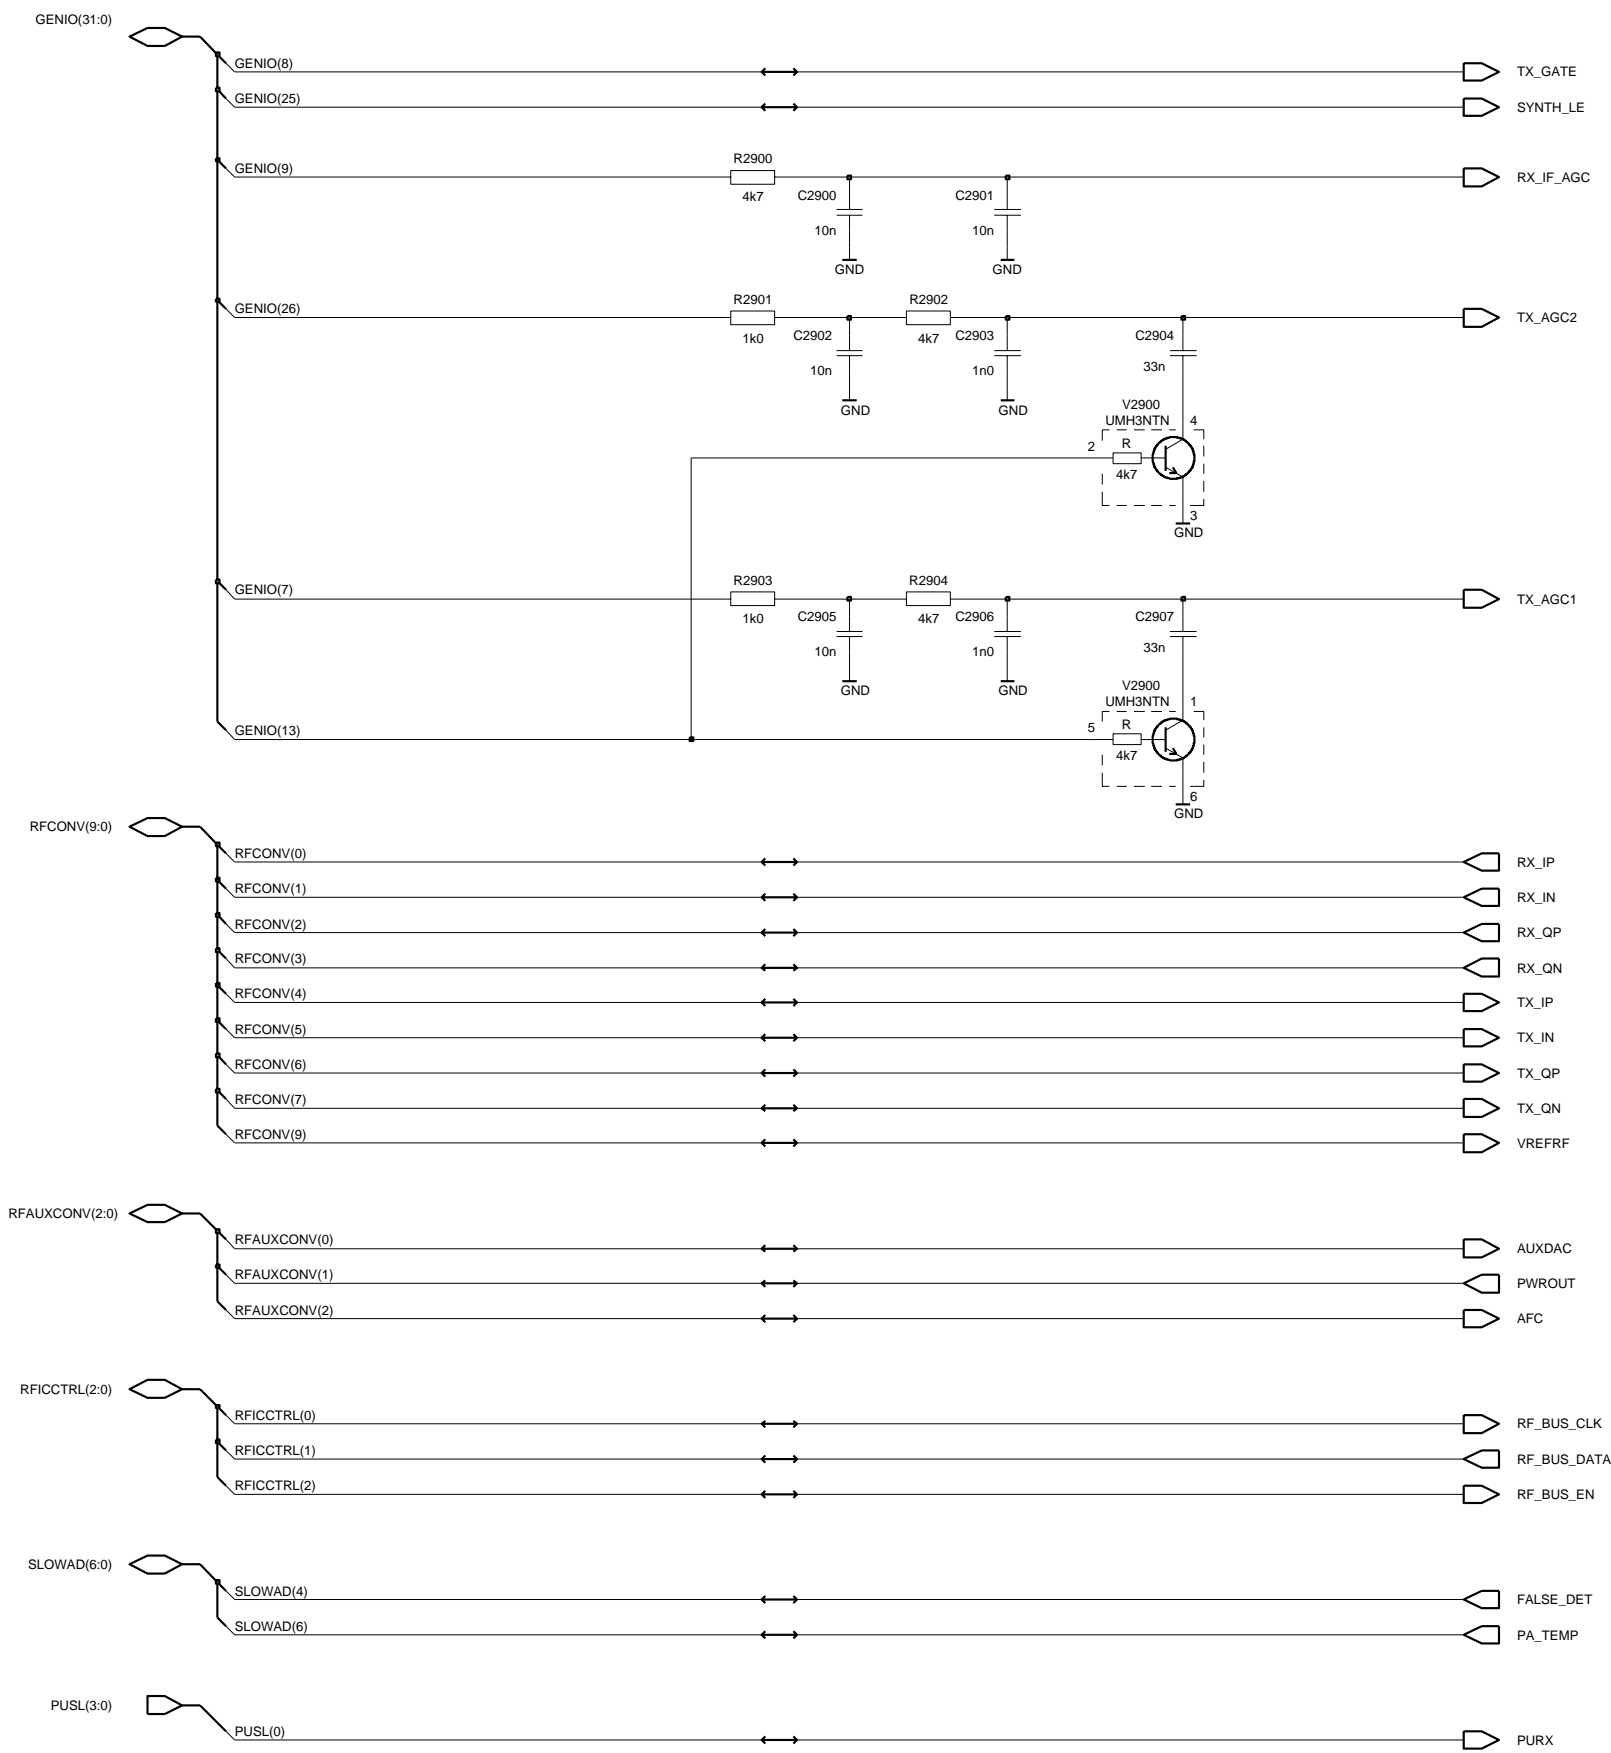 GENIO(31:0)
GENIO(8)
TX_GATE
GENIO(25)
SYNTH_LE
R2900
GENIO(9)
RX_IF_AGC
4k7
C2900
C2901
10n
10n
GND
GND
R2901
R2902
GENIO(26)
TX_AGC2
1k0
C2902
4k7
C2903
C2904
10n
1n0
33n
GND
GND
V2900
UMH3NTN
4
2
R
4k7
3
GND
R2903
R2904
GENIO(7)
TX_AGC1
1k0
C2905
4k7
C2906
C2907
10n
1n0
33n
GND
GND
V2900
UMH3NTN
1
GENIO(13)
5
R
4k7
6
GND
RFCONV(9:0)
RFCONV(0)
RX_IP
RFCONV(1)
RX_IN
RFCONV(2)
RX_QP
RFCONV(3)
RX_QN
RFCONV(4)
TX_IP
RFCONV(5)
TX_IN
RFCONV(6)
TX_QP
RFCONV(7)
TX_QN
RFCONV(9)
VREFRF
RFAUXCONV(2:0)
RFAUXCONV(0)
AUXDAC
RFAUXCONV(1)
PWROUT
RFAUXCONV(2)
AFC
RFICCTRL(2:0)
RFICCTRL(0)
RF_BUS_CLK
RFICCTRL(1)
RF_BUS_DATA
RFICCTRL(2)
RF_BUS_EN
SLOWAD(6:0)
SLOWAD(4)
FALSE_DET
SLOWAD(6)
PA_TEMP
PUSL(3:0)
PUSL(0)
PURX